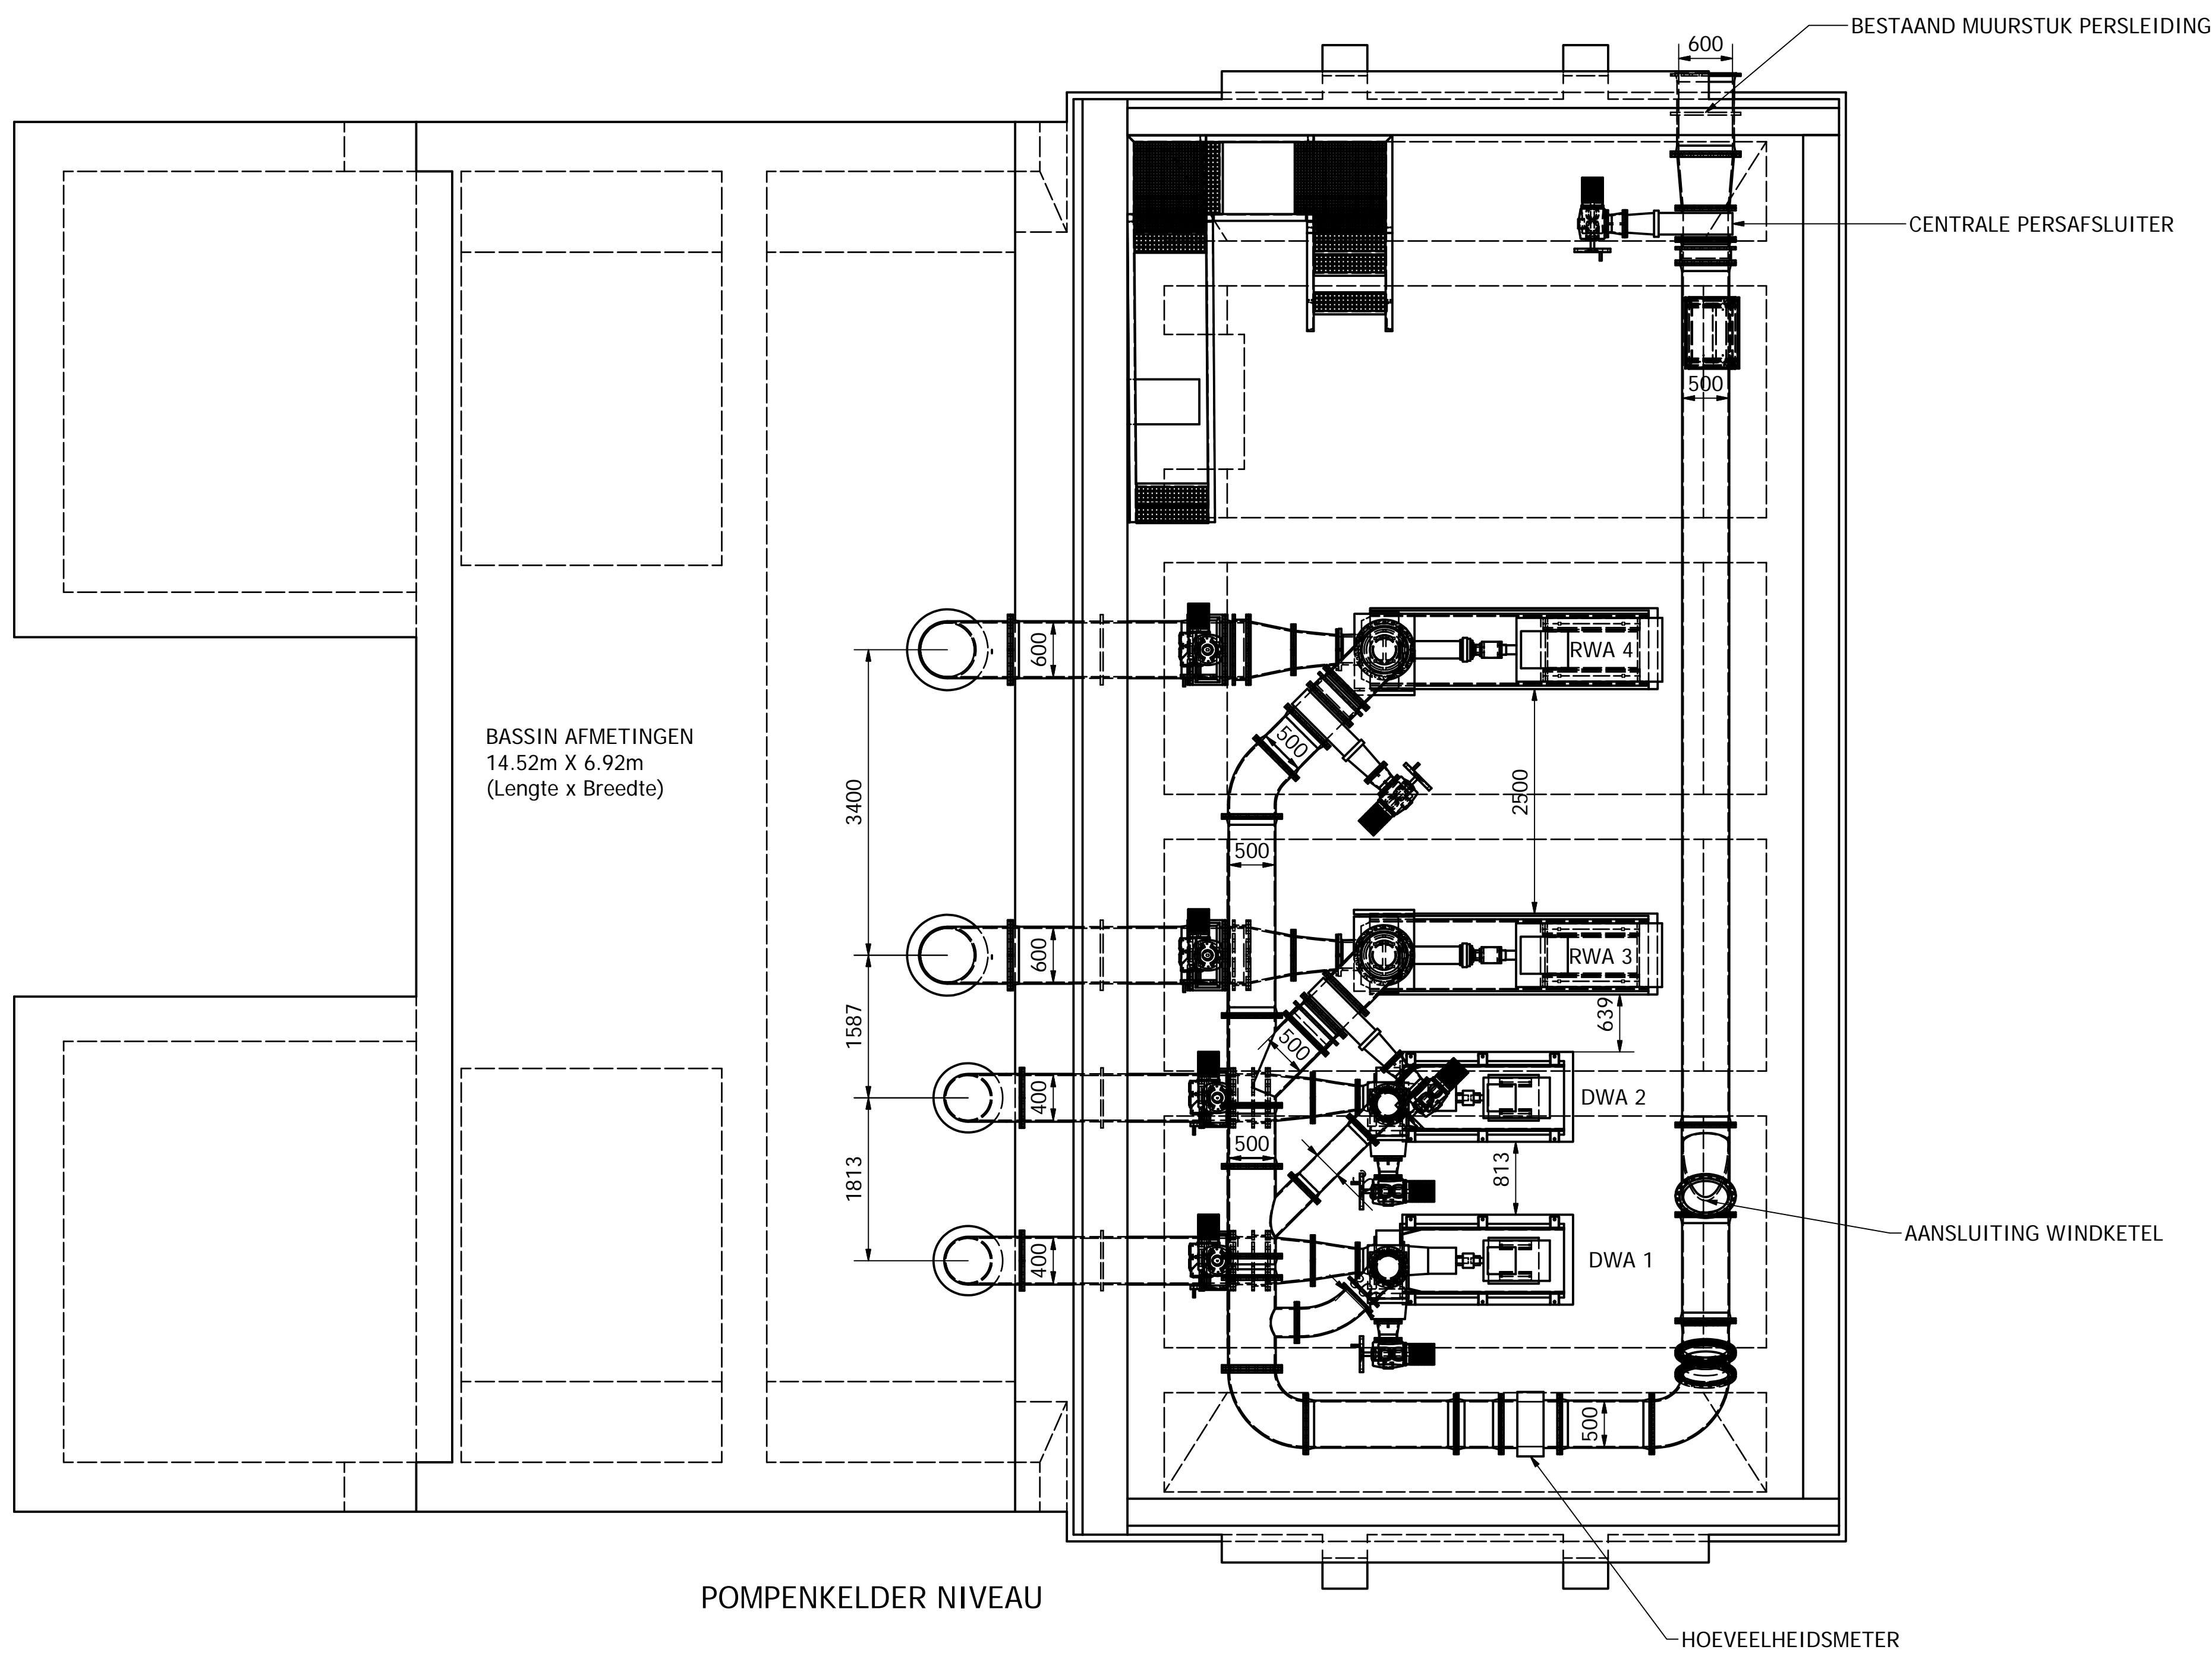 BESTAAND MUURSTUK PERSLEIDING
600
CENTRALE PERSAFSLUITER
500
600
RWA 4
500
BASSIN AFMETINGEN
14.52m X 6.92m
(Lengte x Breedte)
3400
2500
500
600
RWA 3
639
1587
500
400
DWA 2
500
813
1813
400
DWA 1
AANSLUITING WINDKETEL
500
POMPENKELDER NIVEAU
HOEVEELHEIDSMETER